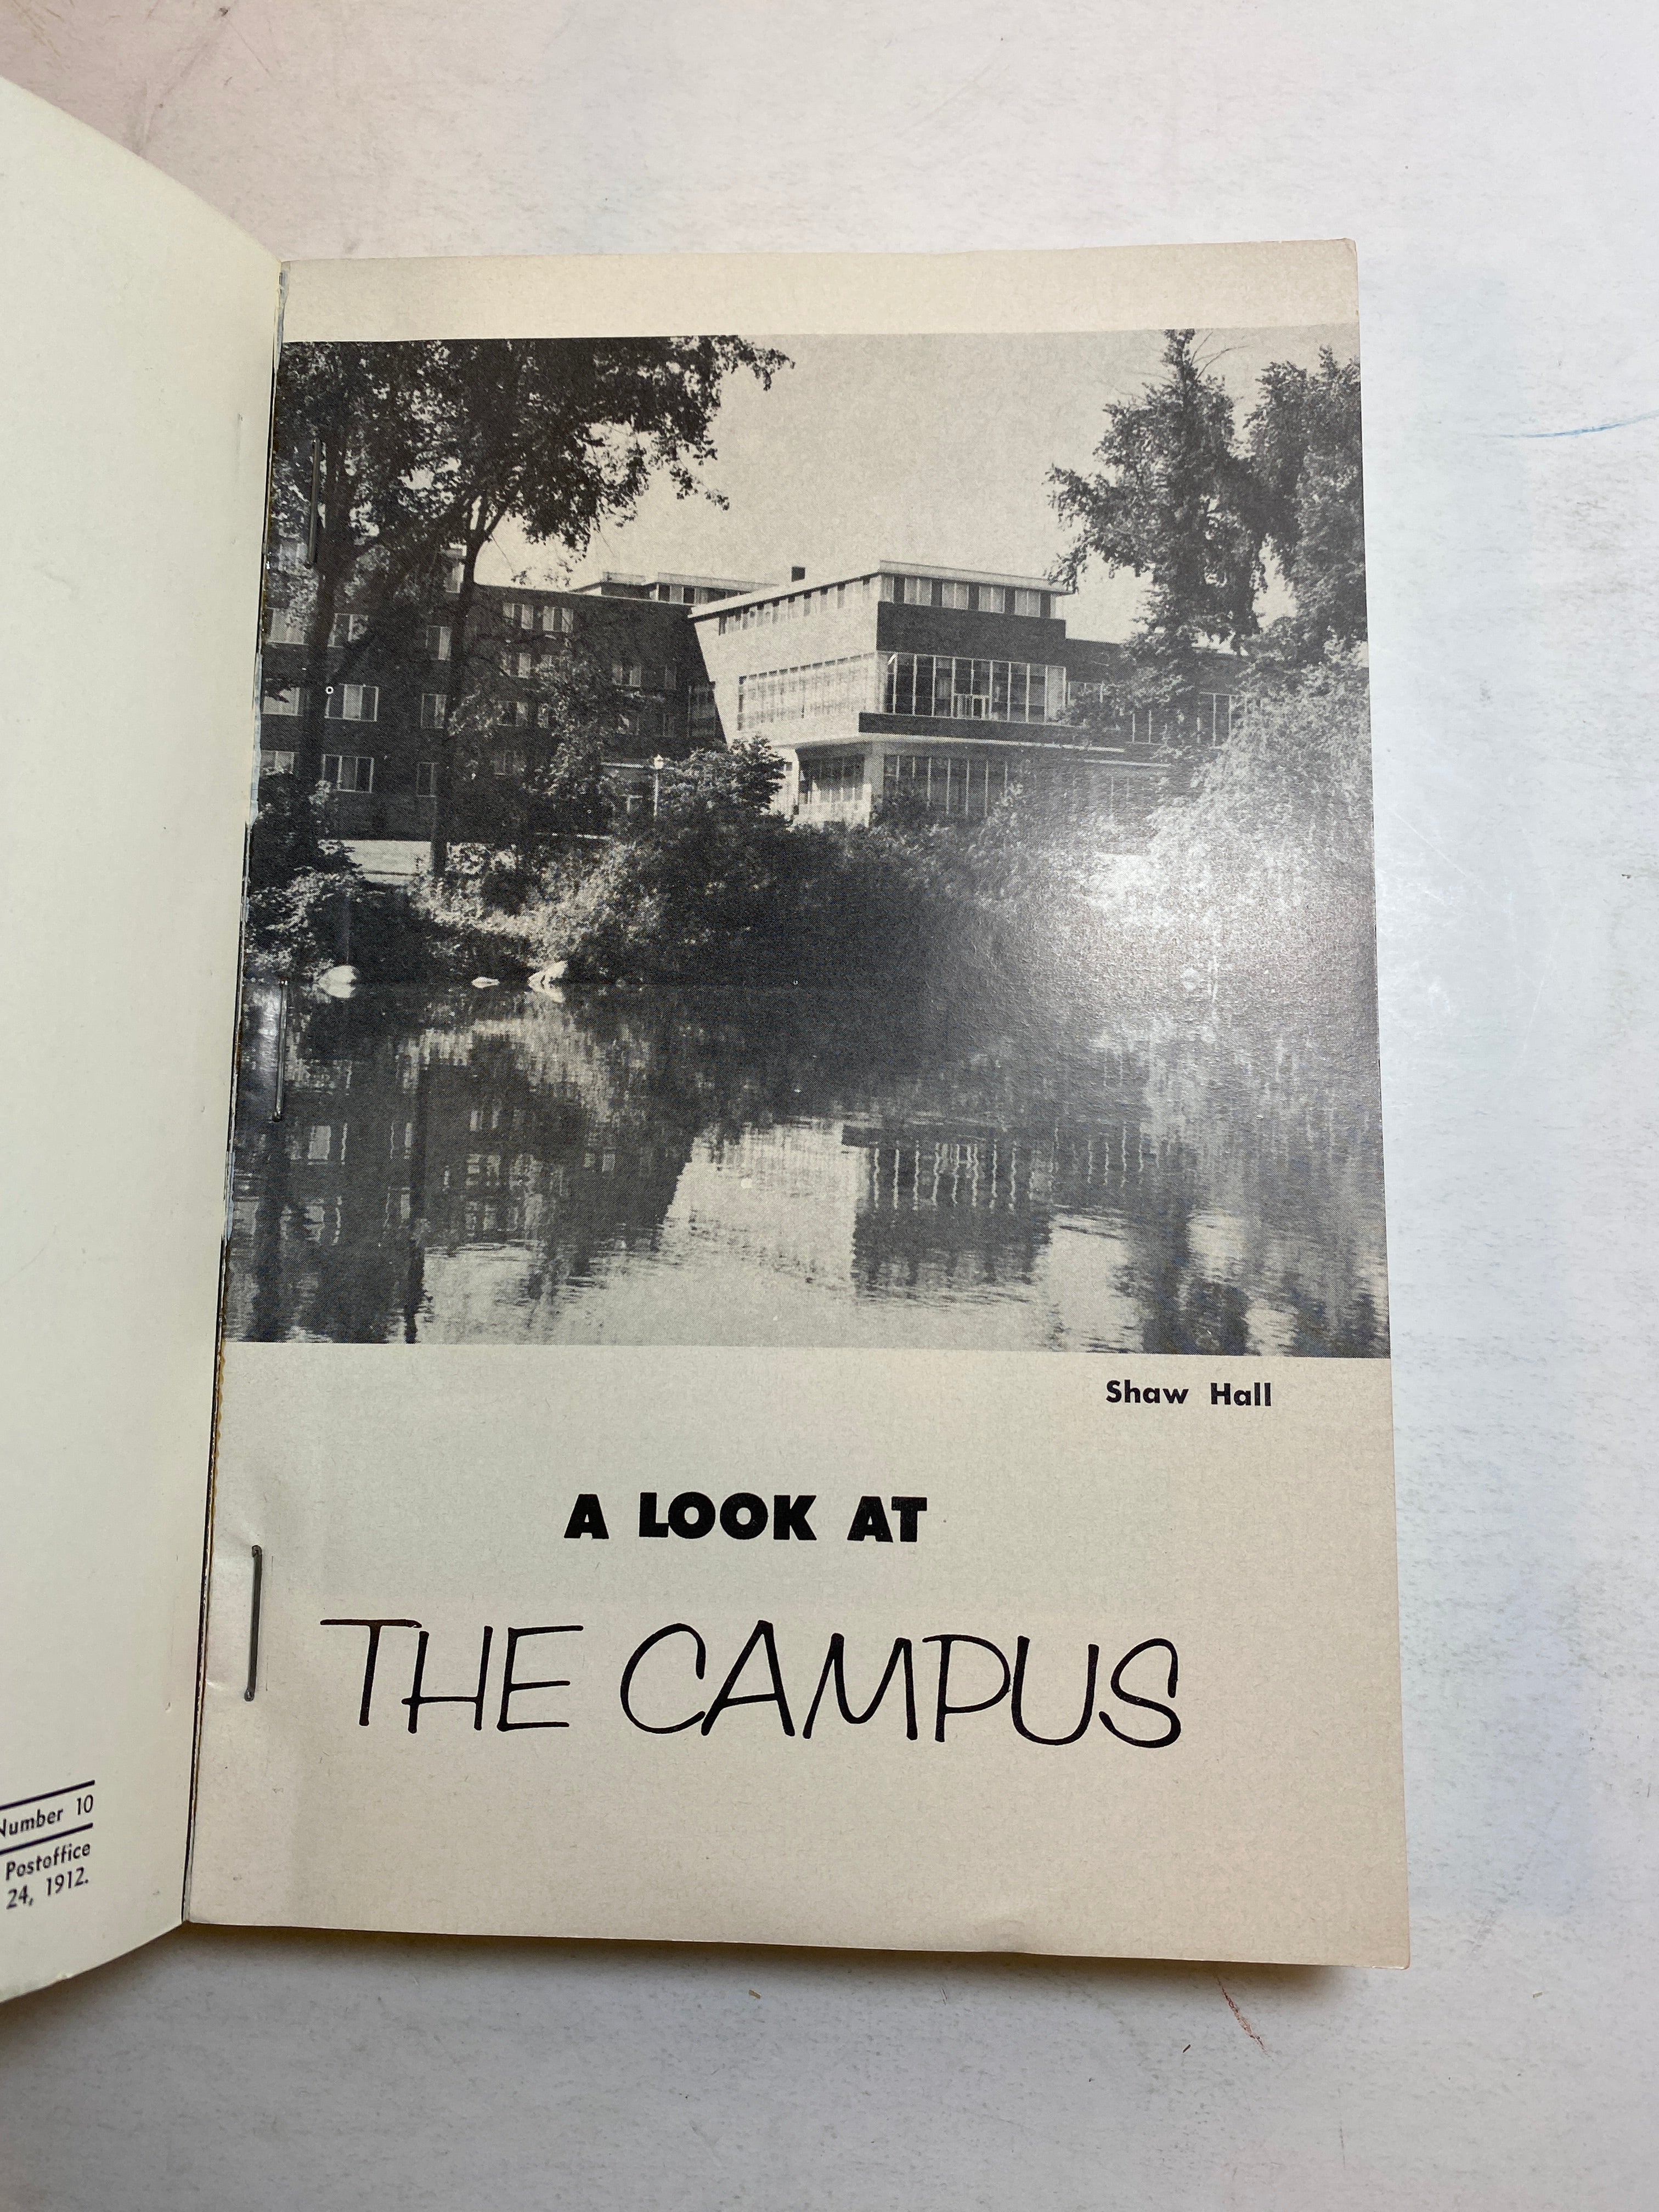 Number 10
Postoffice
24, 1912.
Shaw Hall
A LOOK AT
THE CAMPUS